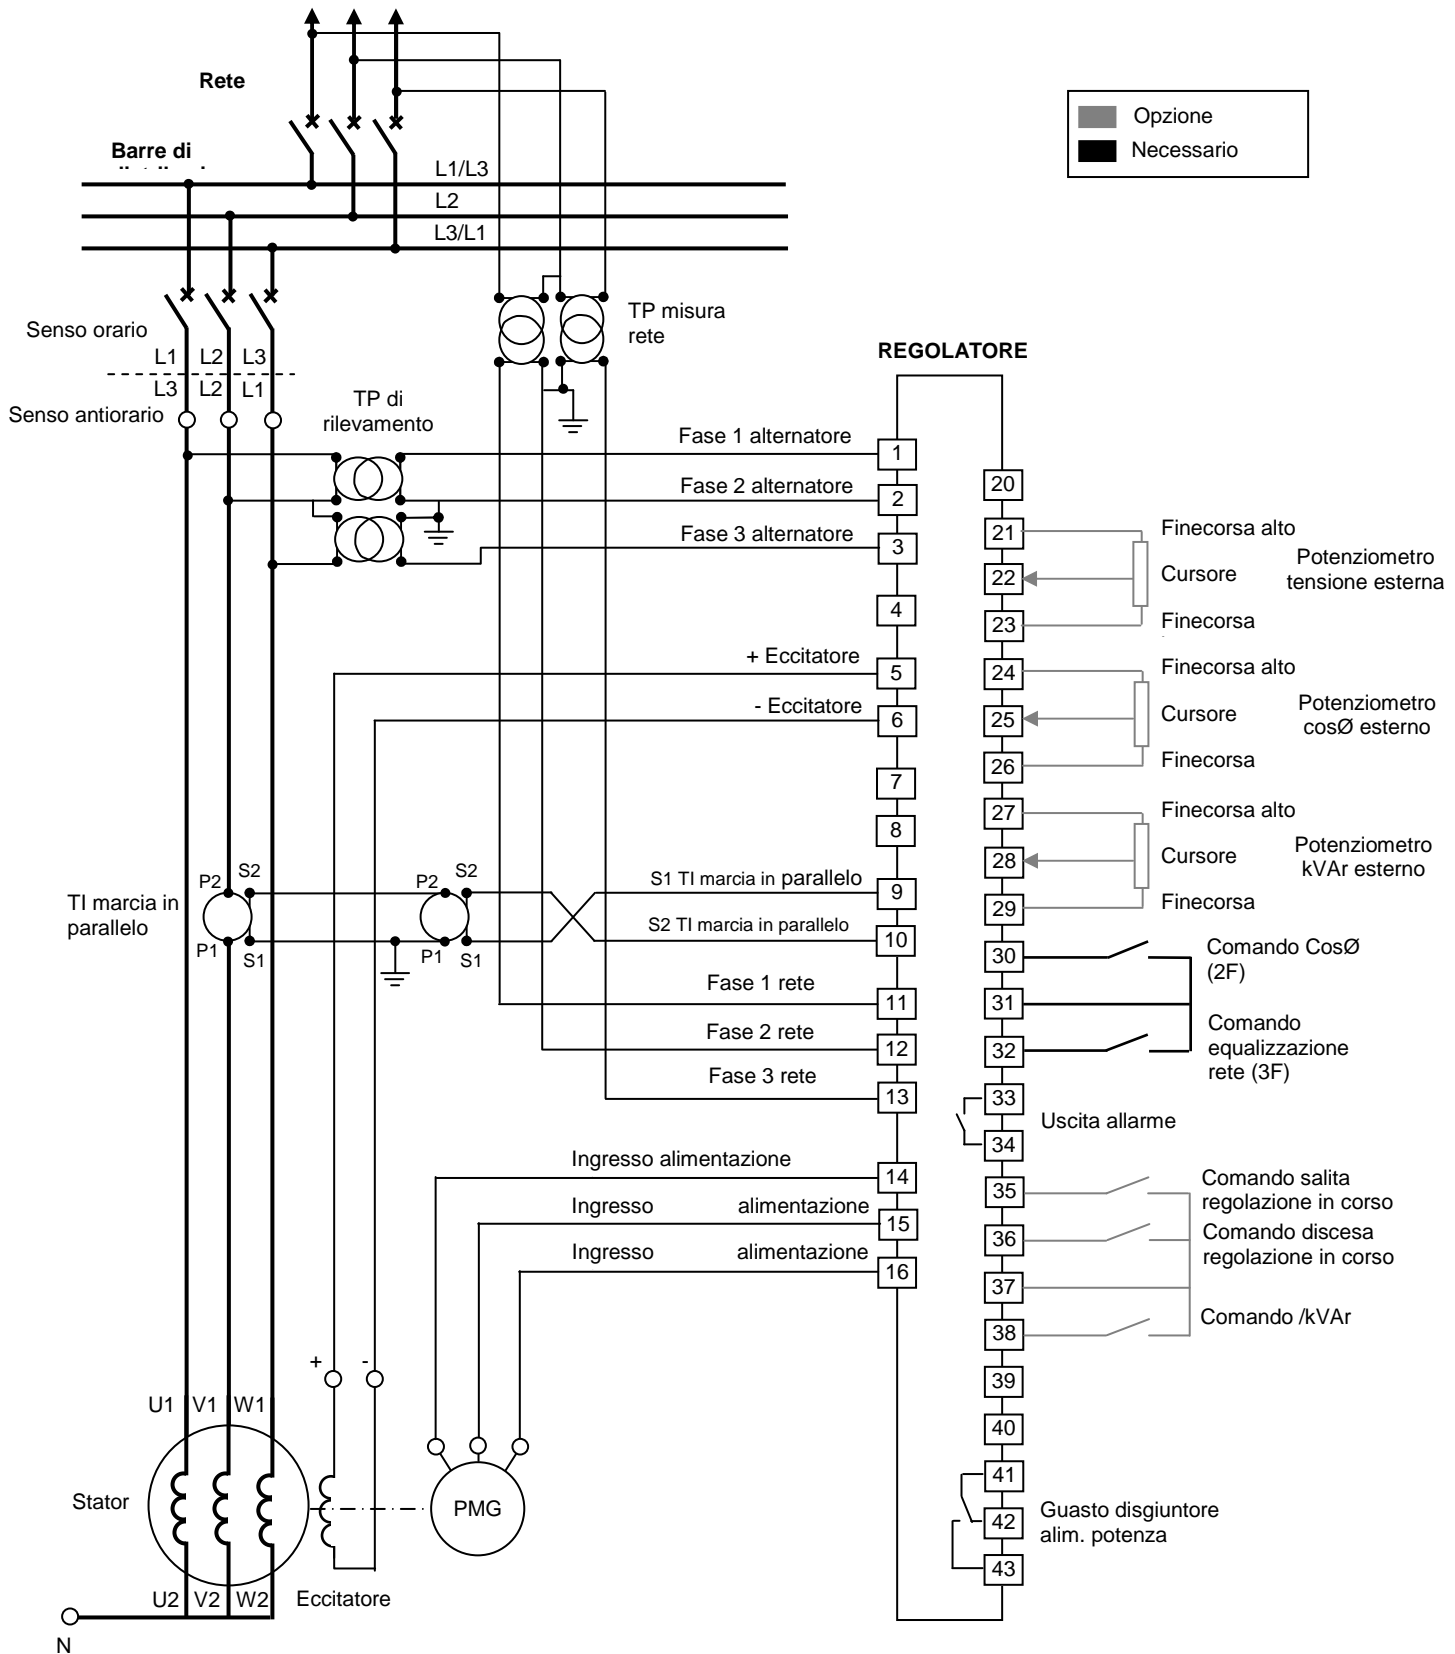 Rete
Opzione
Necessario
Barre di
L1/L3
L2
L3/L1
TP misura
rete
Senso orario
L1 L2 L3
L3 L2 L1
Senso antiorario
TP di
rilevamento
REGOLATORE
Fase 1 alternatore
1
Fase 2 alternatore
2
Fase 3 alternatore
3
4
+ Eccitatore
5
- Eccitatore
6
7
8
TI marcia in
parallelo
P2 S2
P1 S1
P2 S2
P1 S1
S1 TI marcia in parallelo
9
S2 TI marcia in parallelo
10
Fase 1 rete
11
Fase 2 rete
12
Fase 3 rete
13
Ingresso alimentazione
14
Ingresso alimentazione
15
Ingresso alimentazione
16
20
21
Finecorsa alto
22
Cursore
23
Finecorsa
Potenziometro
tensione esterna
24
Finecorsa alto
25
Cursore
26
Finecorsa
Potenziometro
cosØ esterno
27
Finecorsa alto
28
Cursore
29
Finecorsa
Potenziometro
kVAr esterno
30
Comando CosØ
(2F)
31
32
Comando
equalizzazione
rete (3F)
33
34
Uscita allarme
35
Comando salita
regolazione in corso
36
Comando discesa
regolazione in corso
37
38
Comando /kVAr
39
40
41
42
43
Guasto disgiuntore
alim. potenza
+ -
U1 V1 W1
Stator
PMG
U2 V2 W2
Eccitatore
N